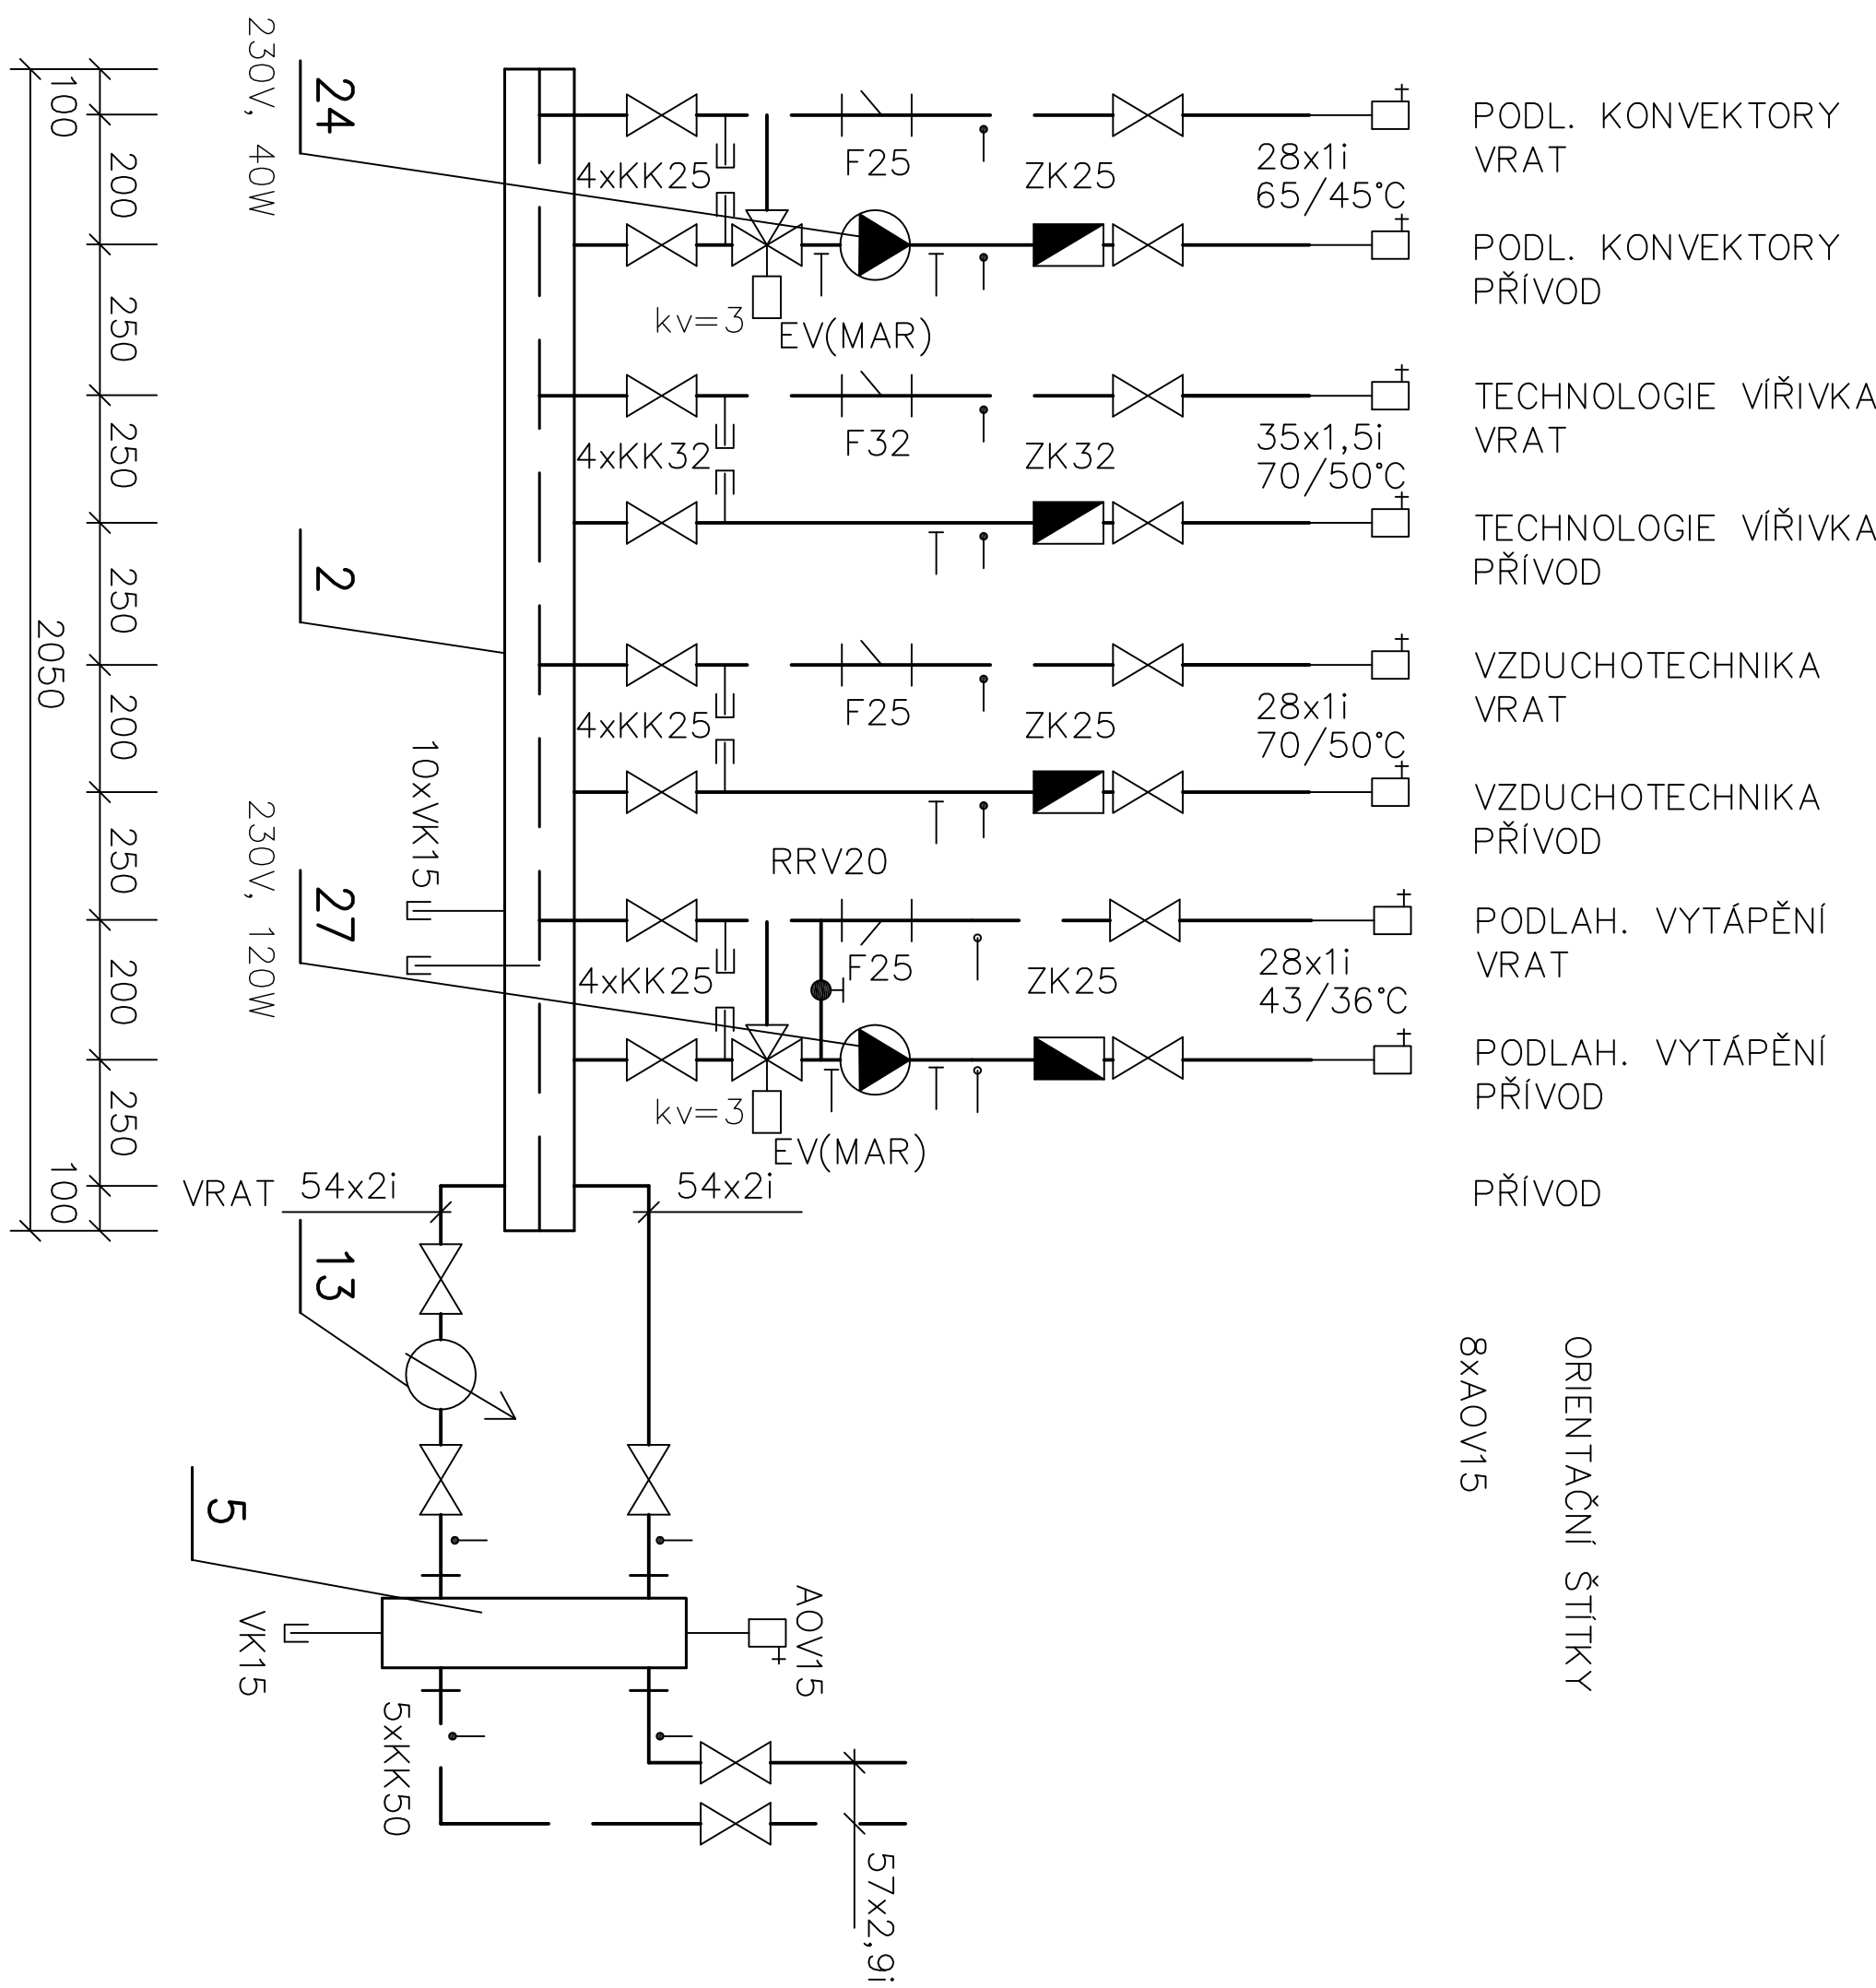 PODL. KONVEKTORY
VRAT
28x1i
65/45°C
4xKK25
F25
ZK25
PODL. KONVEKTORY
PŘÍVOD
kv=3
EV(MAR)
24
230V, 40W
TECHNOLOGIE VÍŘIVKA
VRAT
35x1,5i
70/50°C
4xKK32
F32
ZK32
TECHNOLOGIE VÍŘIVKA
PŘÍVOD
2
VZDUCHOTECHNIKA
VRAT
28x1i
70/50°C
4xKK25
F25
ZK25
VZDUCHOTECHNIKA
PŘÍVOD
10xVK15
RRV20
27
230V, 120W
PODLAH. VYTÁPĚNÍ
VRAT
28x1i
43/36°C
4xKK25
F25
ZK25
PODLAH. VYTÁPĚNÍ
PŘÍVOD
kv=3
EV(MAR)
VRAT
54x2i
54x2i
PŘÍVOD
13
5
VK15
AOV15
5xKK50
57x2,9i
8xAOV15
ORIENTAČNÍ ŠTÍTKY
100
200
250
250
250
200
250
200
250
100
2050